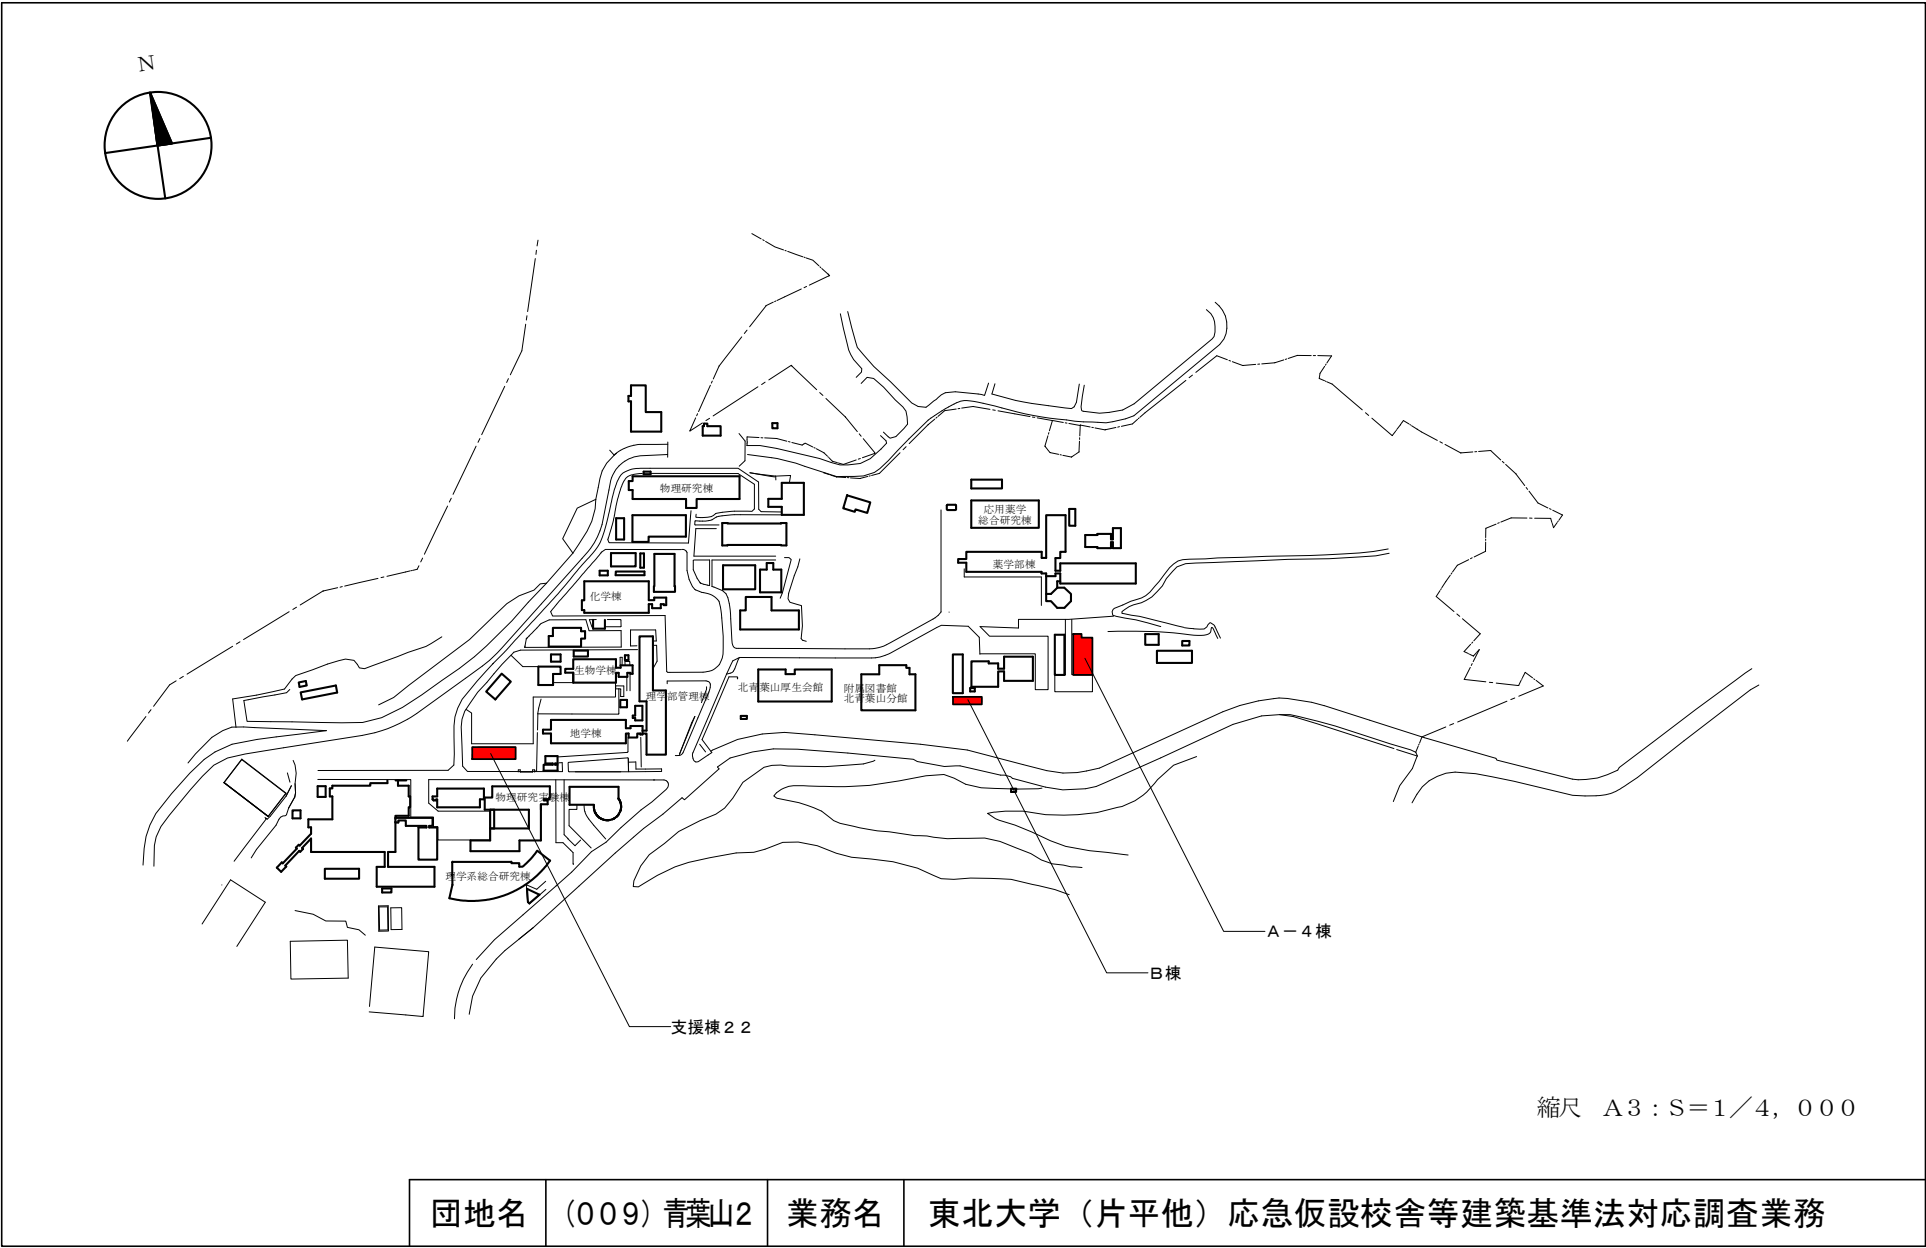 N
物理研究棟
応用薬学
総合研究棟
薬学部棟
化学棟
生物学棟
理学部管理棟
北青葉山厚生会館
附属図書館
北青葉山分館
地学棟
物理研究実験棟
理学系総合研究棟
A-4棟
B棟
支援棟22
縮尺 A3:S=1/4,000
団地名 (009)青葉山2 業務名 東北大学(片平他)応急仮設校舎等建築基準法対応調査業務